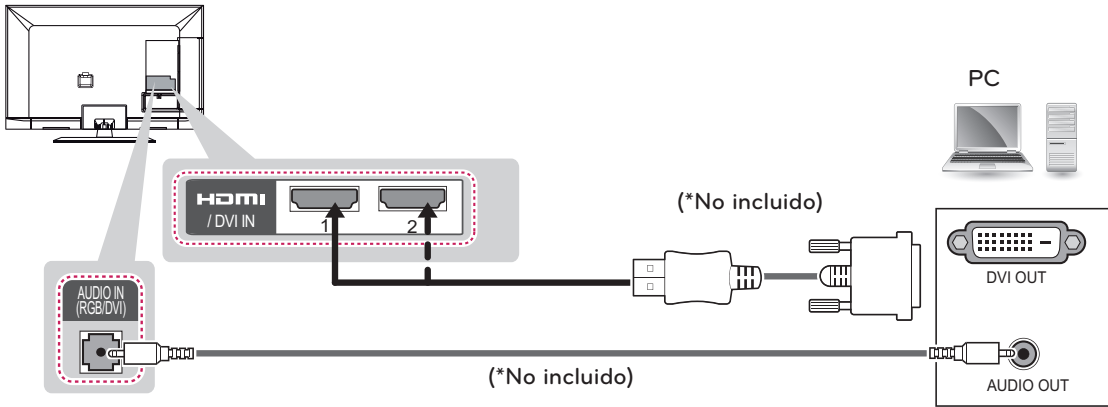 PC
HDMI
/ DVI IN
1
2
(*No incluido)
DVI OUT
AUDIO IN
(RGB/DVI)
(*No incluido)
AUDIO OUT